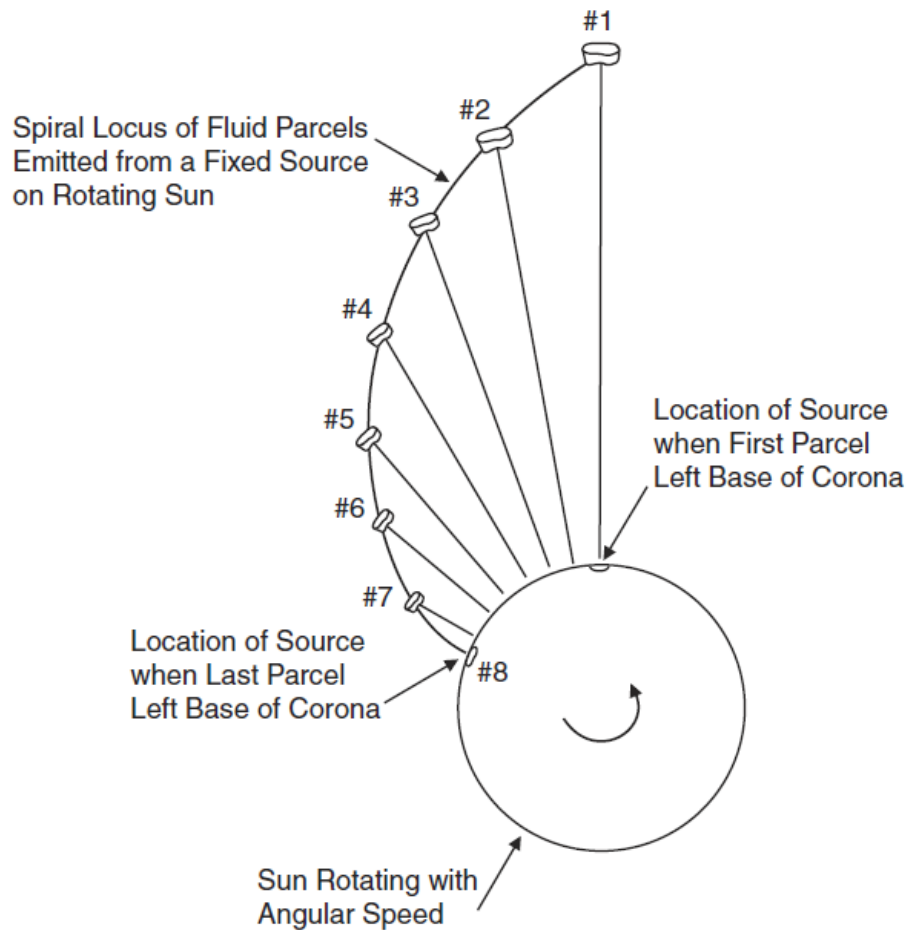 #1
#2
Spiral Locus of Fluid Parcels
Emitted from a Fixed Source
on Rotating Sun
#3
#4
#5
Location of Source
when First Parcel
Left Base of Corona
#6
#7
Location of Source
when Last Parcel
Left Base of Corona
#8
Sun Rotating with
Angular Speed